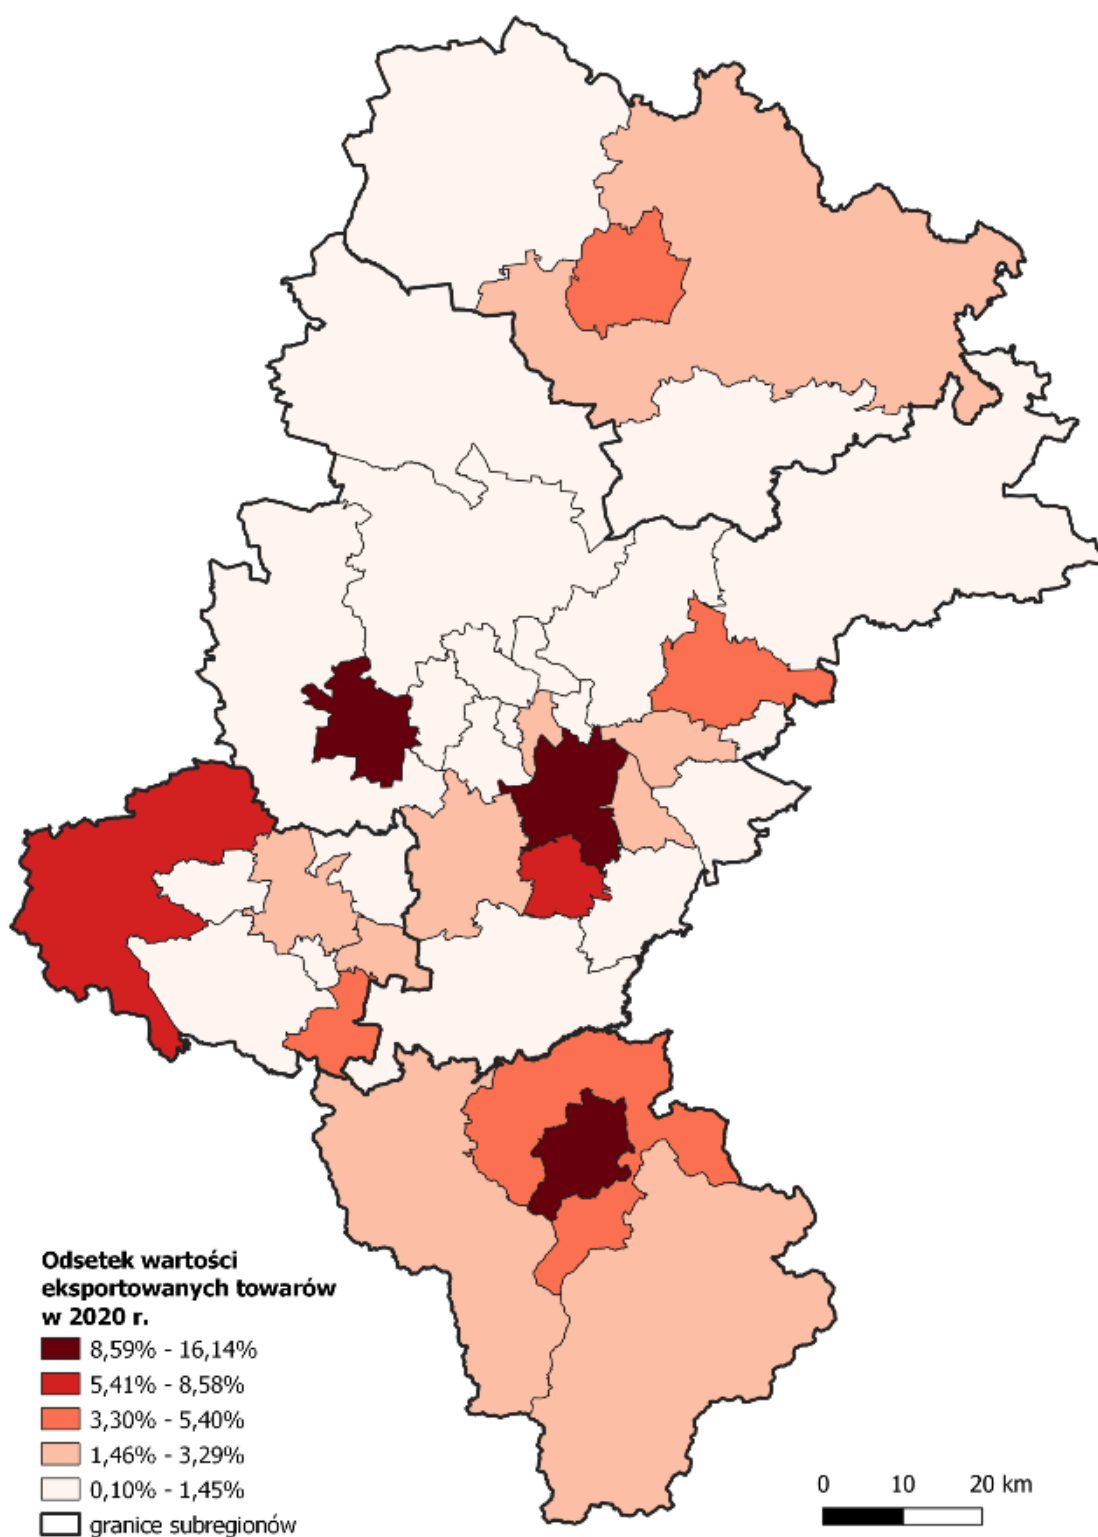 Odsetek wartości
eksportowanych towarów
w 2020 r.
8,59% - 16,14%
5,41% - 8,58%
3,30% - 5,40%
1,46% - 3,29%
0,10% - 1,45%
granice subregionów
0 10 20 km